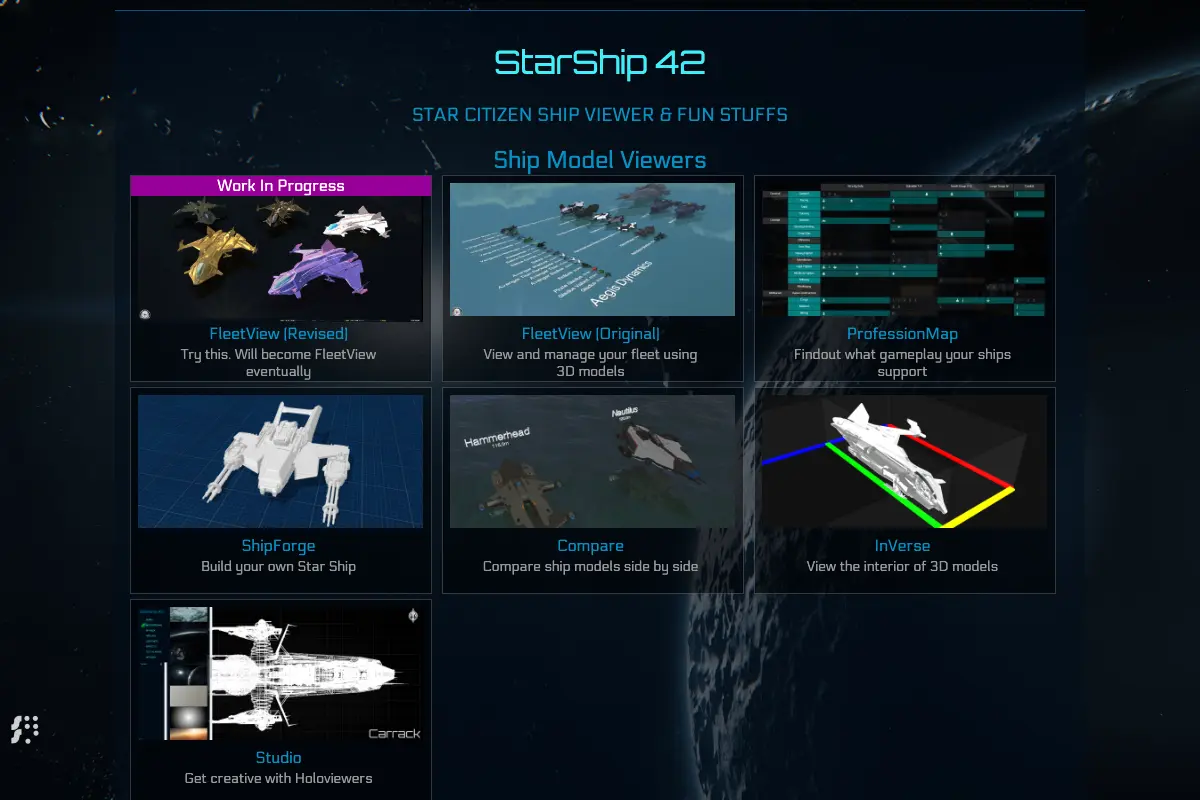 StarShip 42
STAR CITIZEN SHIP VIEWER & FUN STUFFS
Ship Model Viewers
Work In Progress
FleetView (Revised)
Try this. Will become FleetView
eventually
Aegis Dynamics
FleetView (Original)
View and manage your fleet using
3D models
ProfessionMap
Findout what gameplay your ships
support
ShipForge
Build your own Star Ship
Hammerhead
Nautilus
Compare
Compare ship models side by side
InVerse
View the interior of 3D models
Carrack
Studio
Get creative with Holoviewers